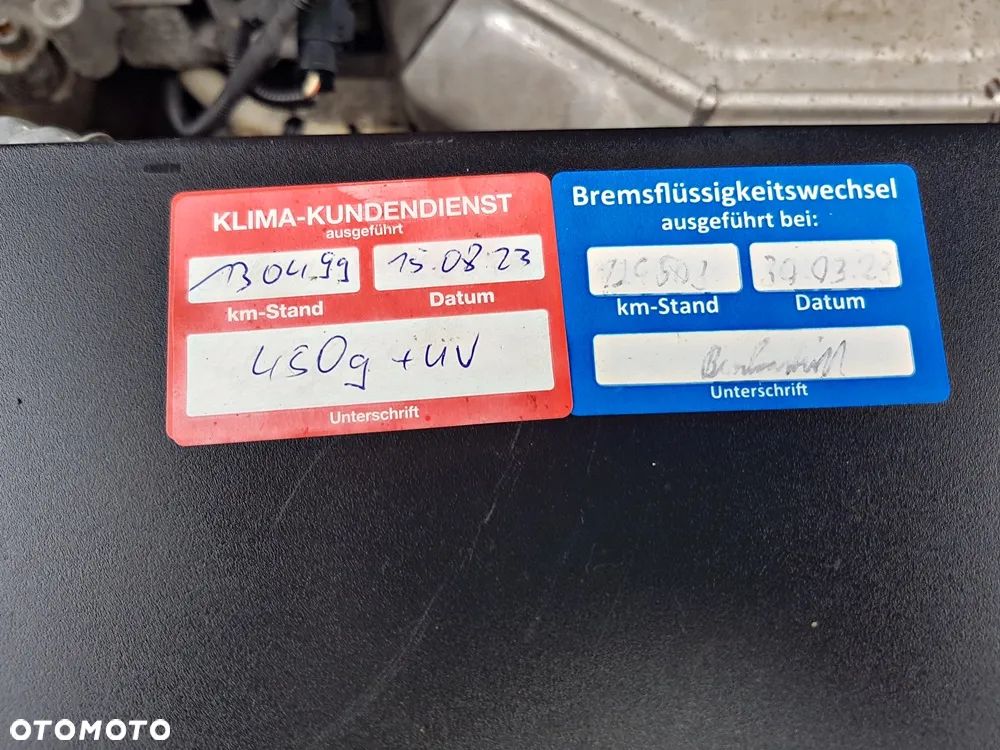 KLIMA-KUNDENDIENST
ausgeführt
130499
15.08.23
km-Stand
Datum
450g + UV
Unterschrift
Bremsflüssigkeitswechsel
ausgeführt bei:
km-Stand
Datum
Unterschrift
OTOMOTO